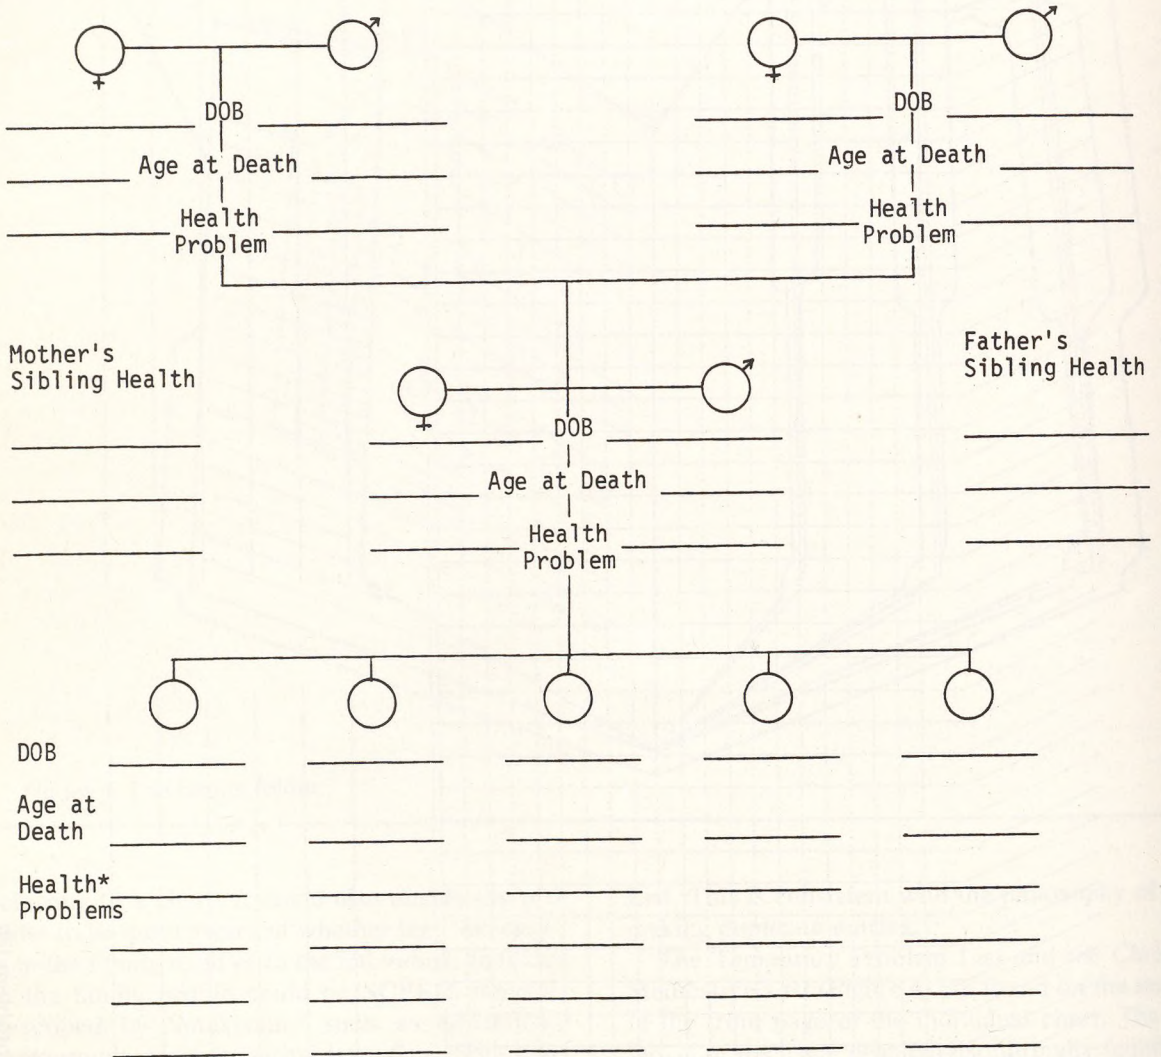 DOB
DOB
Age at Death
Age at Death
Health
Problem
Health
Problem
Mother's
Sibling Health
Father's
Sibling Health
DOB
Age at Death
Health
Problem
DOB
Age at
Death
Health*
Problems